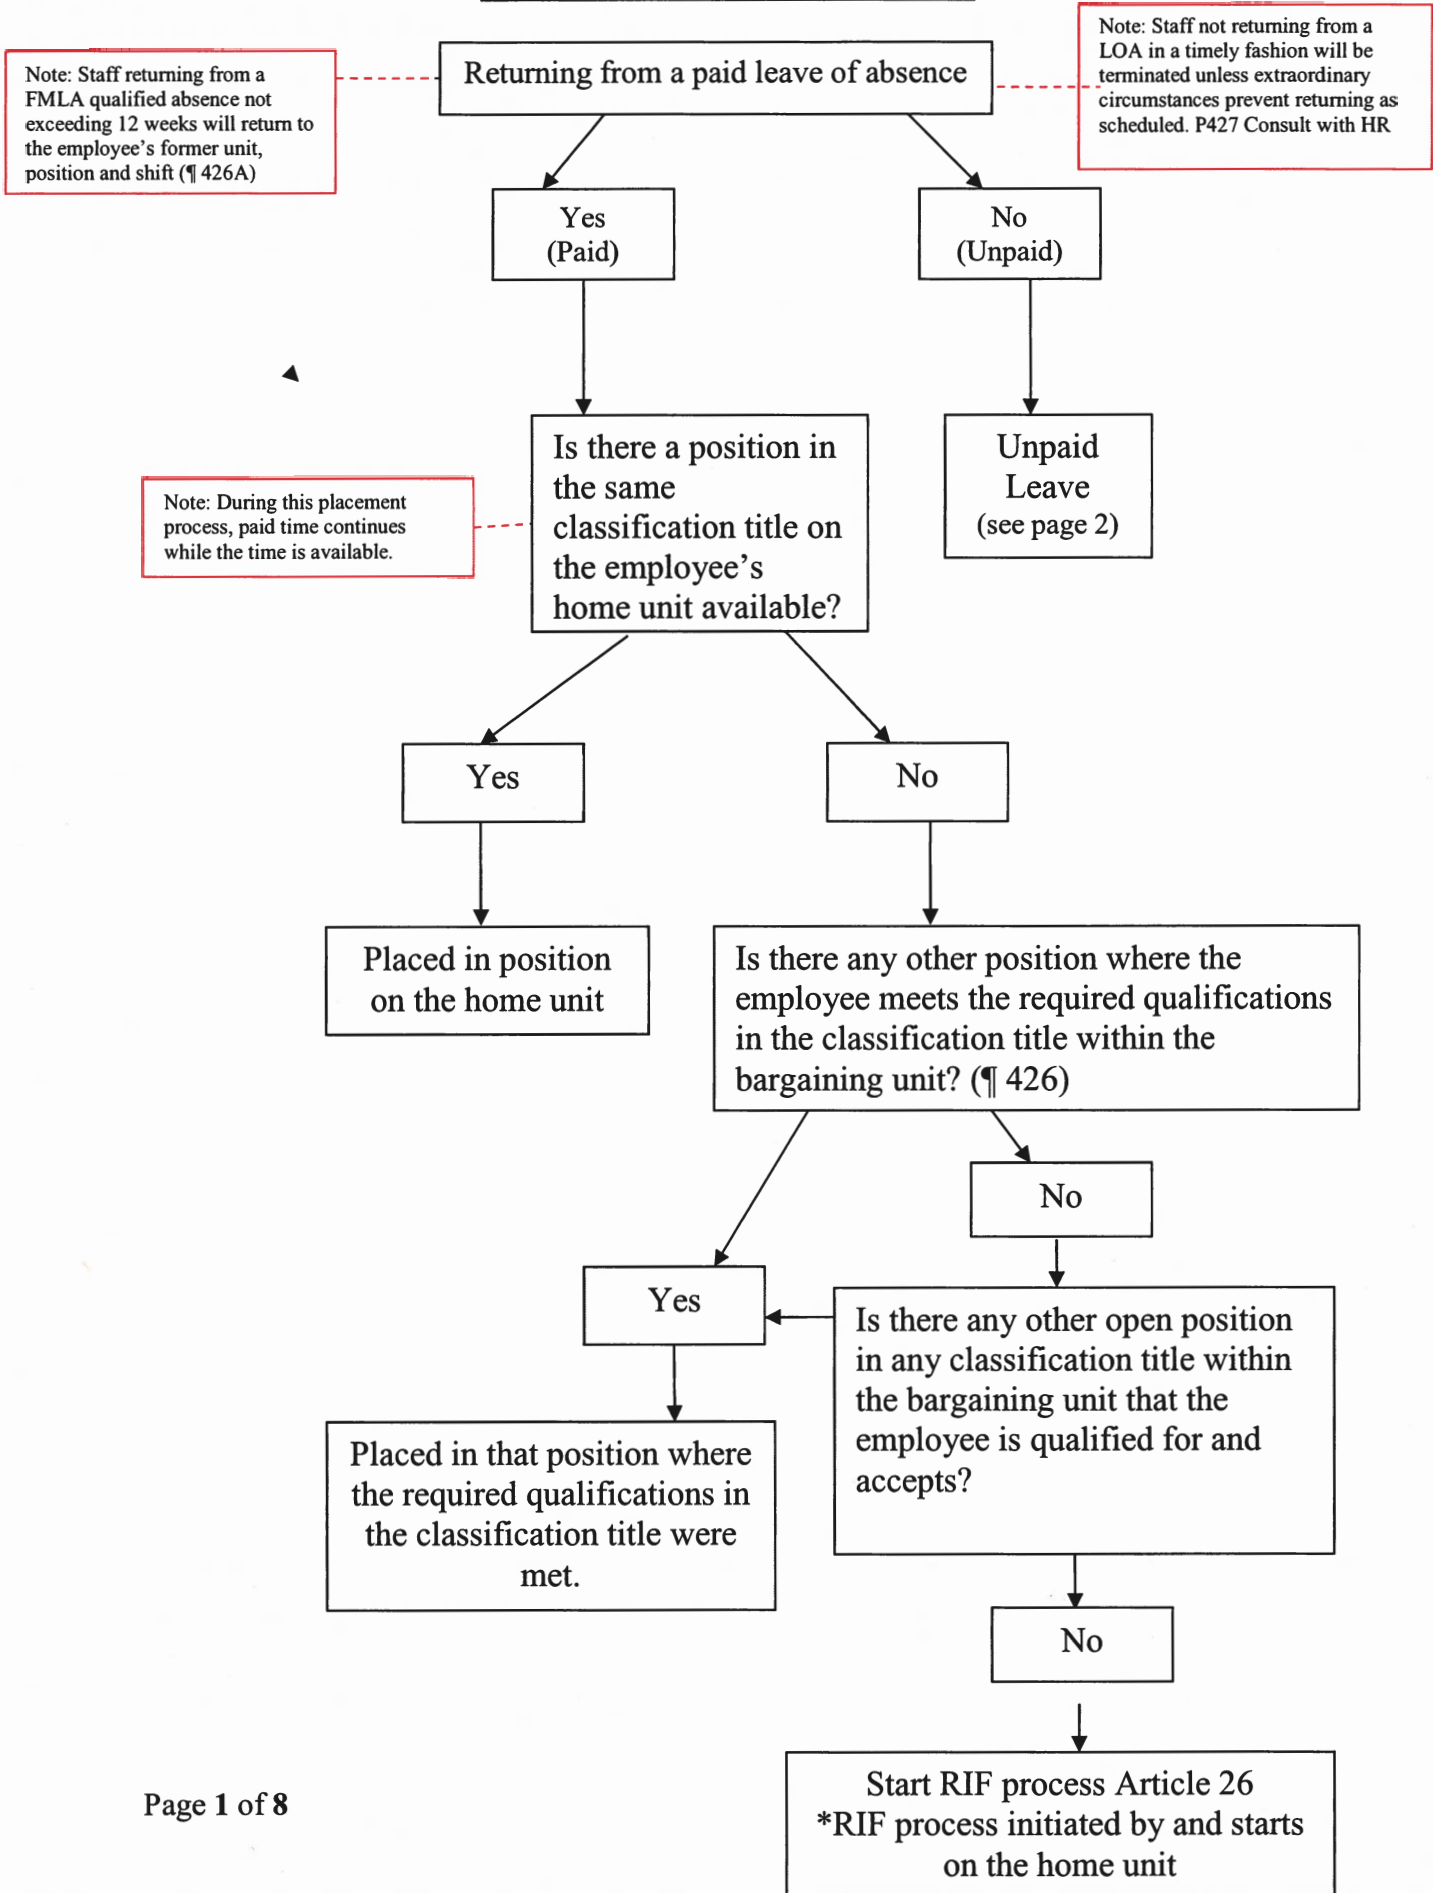 Note: Staff returning from a
FMLA qualified absence not
exceeding 12 weeks will return to
the employee's former unit,
position and shift (¶ 426A)
Returning from a paid leave of absence
Note: Staff not returning from a
LOA in a timely fashion will be
terminated unless extraordinary
circumstances prevent returning as
scheduled. P427 Consult with HR
Yes
(Paid)
No
(Unpaid)
Note: During this placement
process, paid time continues
while the time is available.
Is there a position in
the same
classification title on
the employee's
home unit available?
Unpaid
Leave
(see page 2)
Yes
No
Placed in position
on the home unit
Is there any other position where the
employee meets the required qualifications
in the classification title within the
bargaining unit? (¶ 426)
No
Yes
Is there any other open position
in any classification title within
the bargaining unit that the
employee is qualified for and
accepts?
Placed in that position where
the required qualifications in
the classification title were
met.
No
Start RIF process Article 26
*RIF process initiated by and starts
on the home unit
Page 1 of 8